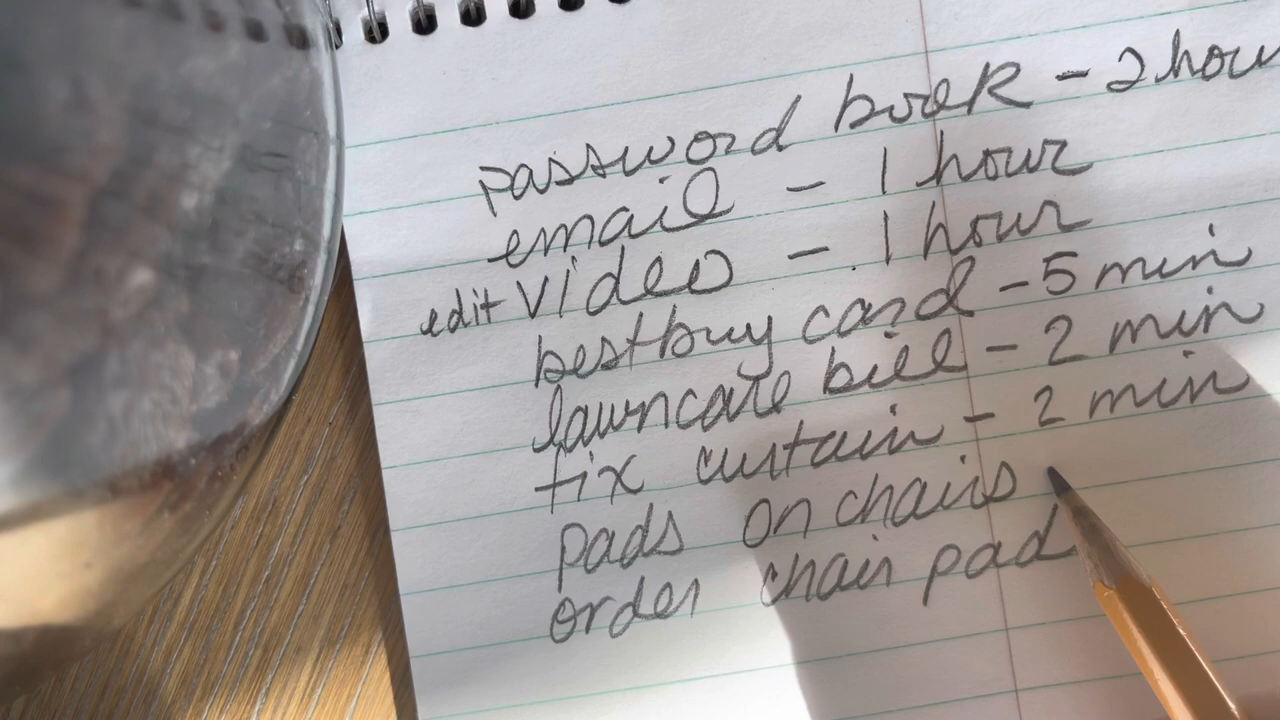 password book - 2 hou
email - 1 hour
edit video - 1 hour
bestbuy card - 5 min
lawncare bill - 2 min
fix curtain - 2 min
pads on chairs
order chair pad